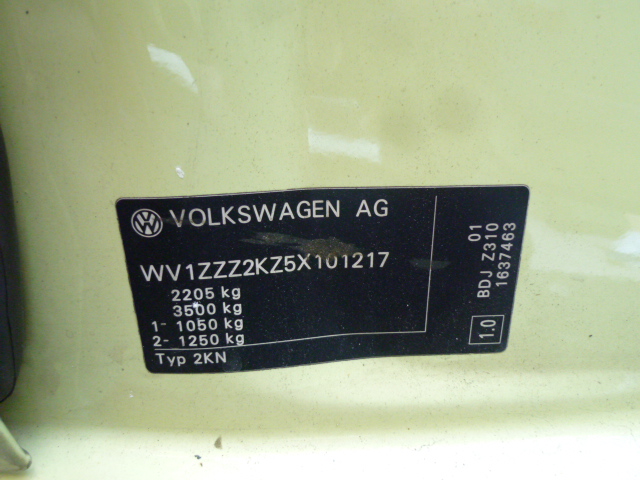 VOLKSWAGEN AG
WV1ZZZ2KZ5X101217
2205 kg
3500 kg
1- 1050 kg
2- 1250 kg
Typ 2KN
01
BDJ Z310
1637463
1.0